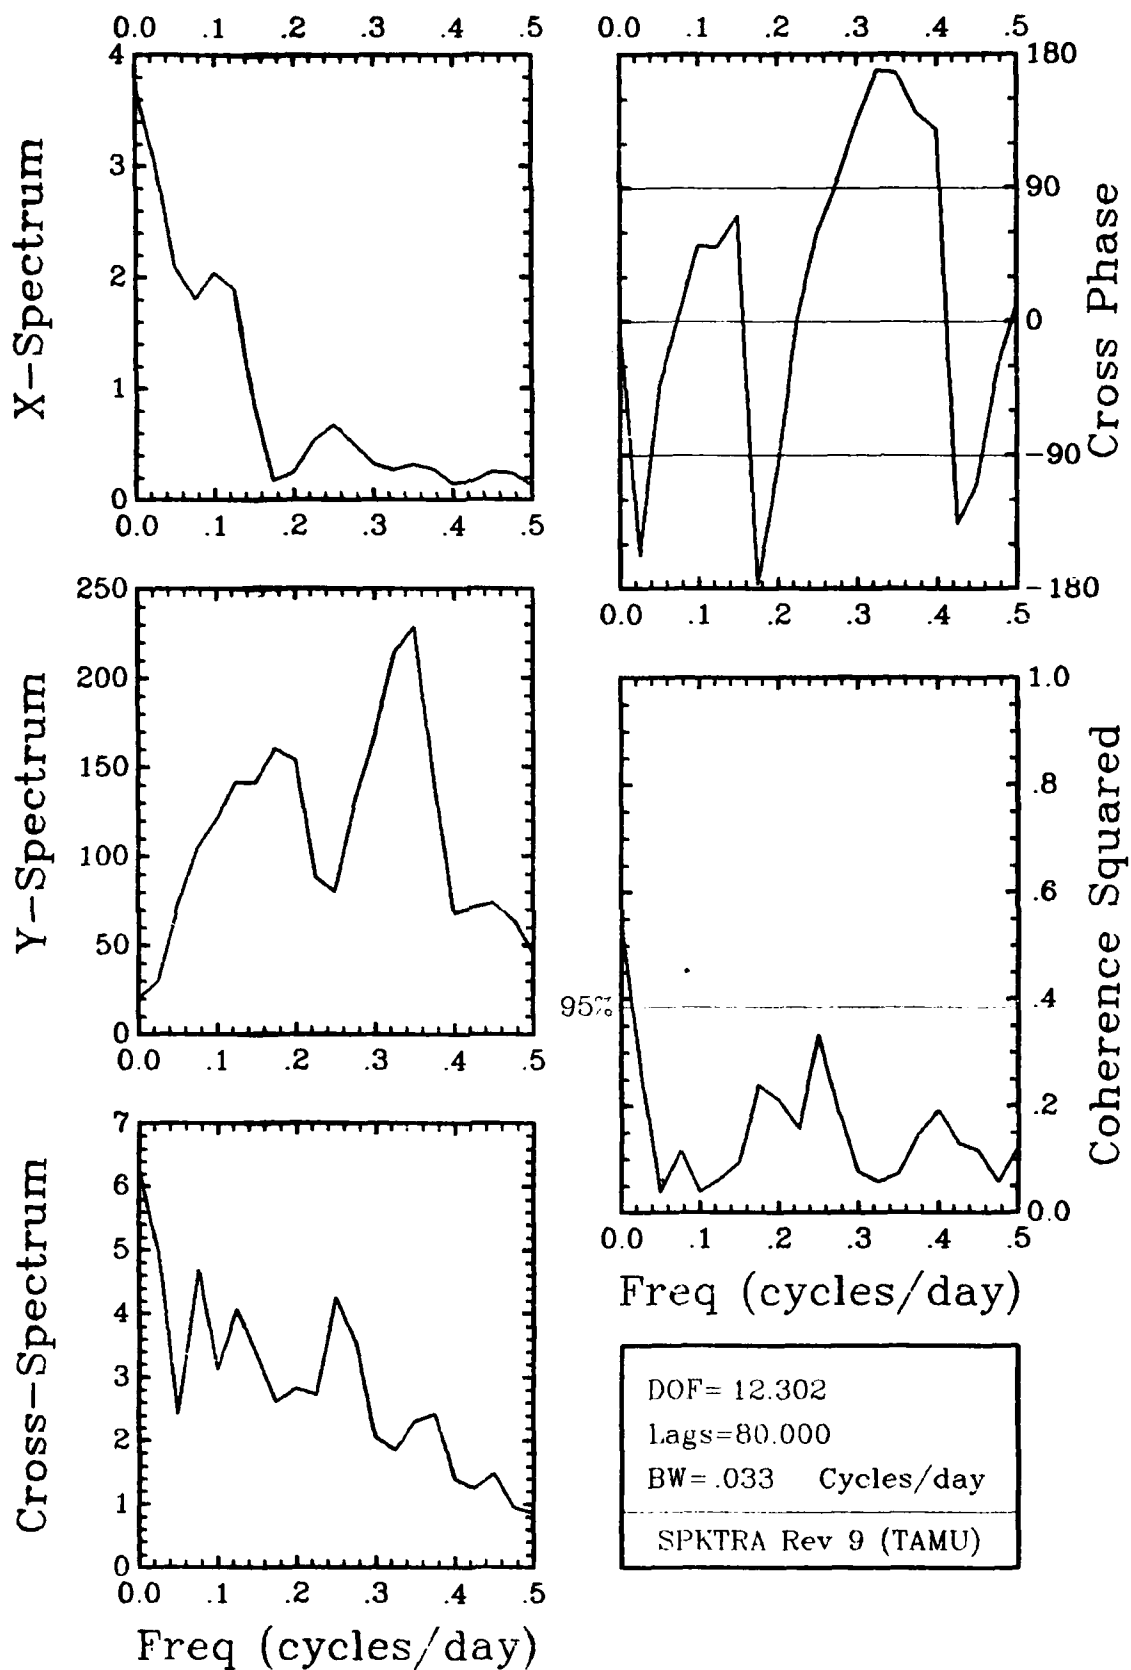 0.0 .1 .2 .3 .4 .5
4
3
2
1
0
X-Spectrum
0.0 .1 .2 .3 .4 .5
250
200
150
100
50
0
Y-Spectrum
0.0 .1 .2 .3 .4 .5
7
6
5
4
3
2
1
0
Cross-Spectrum
0.0 .1 .2 .3 .4 .5
Freq (cycles/day)
0.0 .1 .2 .3 .4 .5
180
90
0
-90
-180
Cross Phase
0.0 .1 .2 .3 .4 .5
1.0
.8
.6
.4
.2
0.0
95%
Coherence Squared
0.0 .1 .2 .3 .4 .5
Freq (cycles/day)
DOF= 12.302
Lags=80.000
BW= .033 Cycles/day
SPKTRA Rev 9 (TAMU)